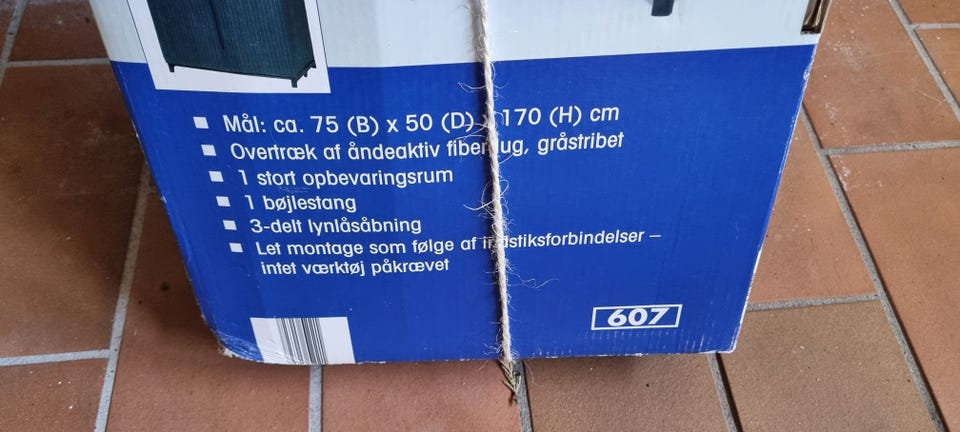 Mål: ca. 75 (B) x 50 (D) x 170 (H) cm
Overtræk af åndeaktiv gråstribet
1 stort opbevaringsrum
1 bøjlestang
3-delt lynlåsåbning
Let montage som følge af –
intet værktøj påkrævet
607